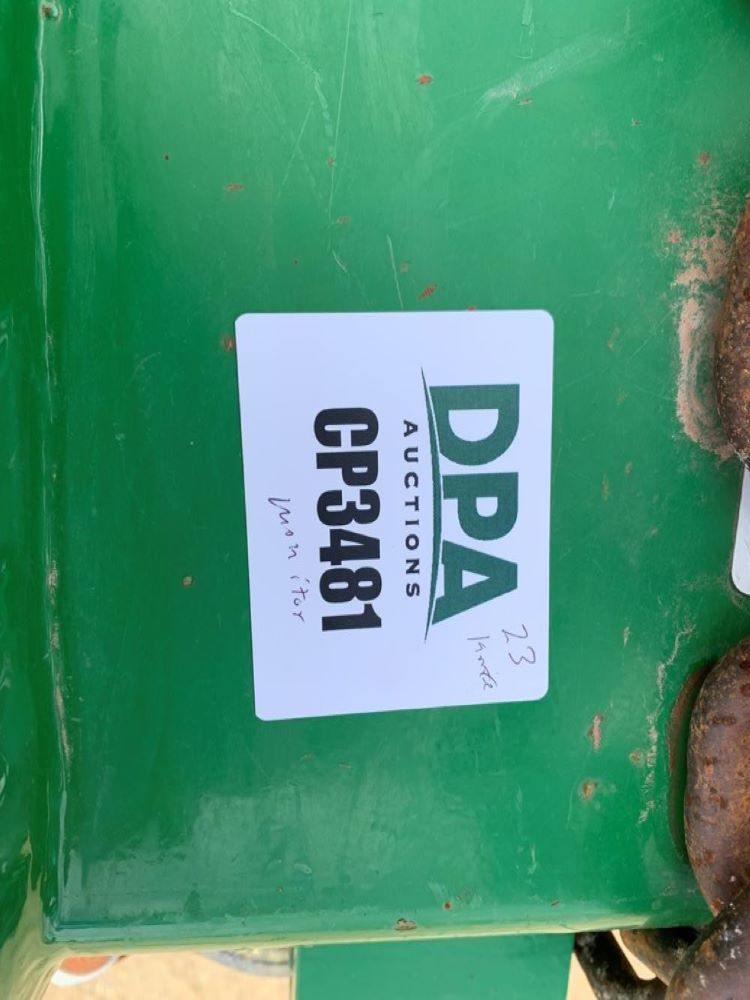 DPA
23
AUCTIONS
CP3481
monitor